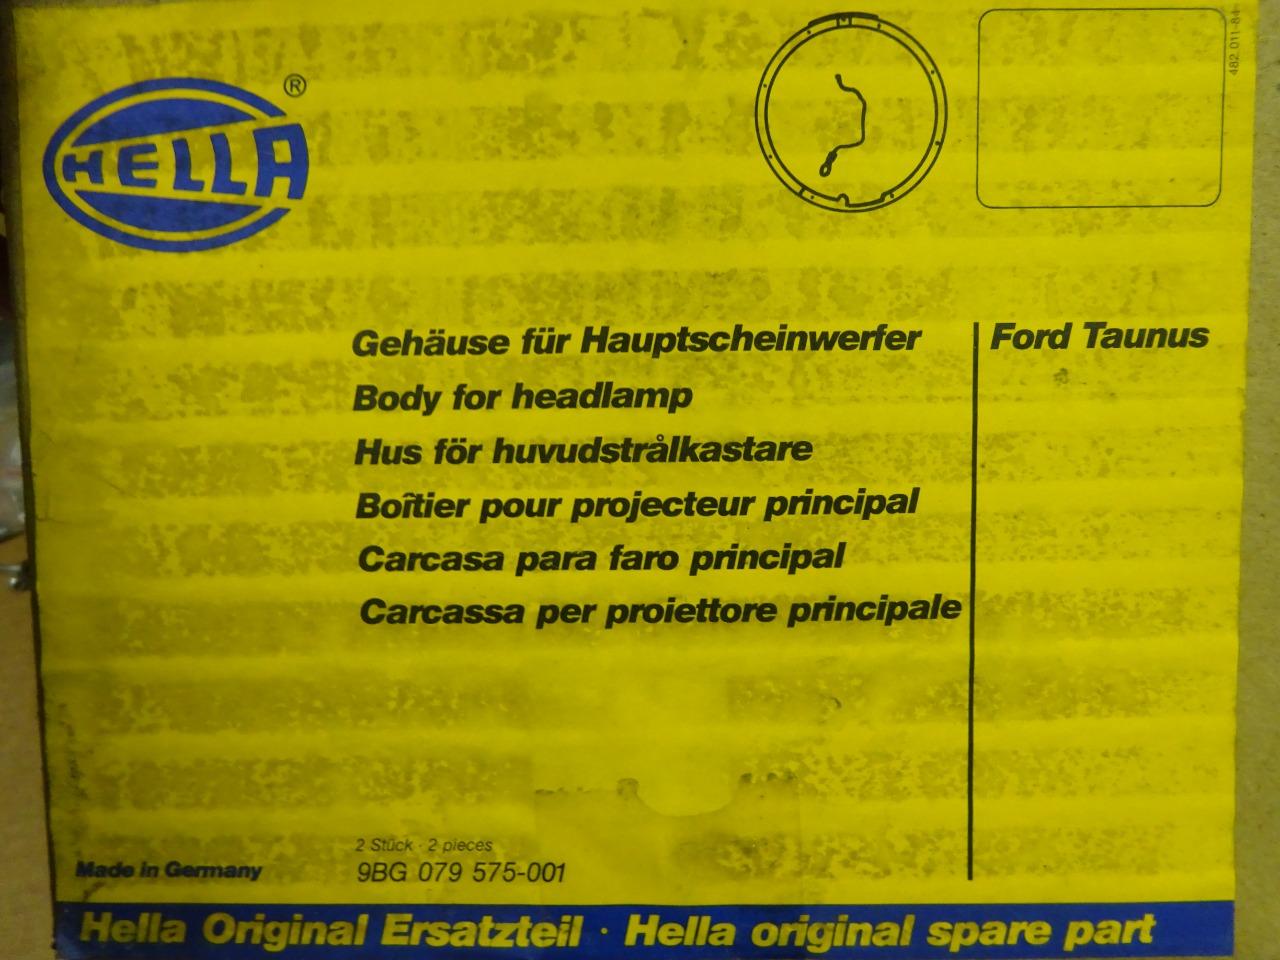 HELLA ®
482 011-84
Gehäuse für Hauptscheinwerfer
Ford Taunus
Body for headlamp
Hus för huvudstrålkastare
Boîtier pour projecteur principal
Carcasa para faro principal
Carcassa per proiettore principale
2 Stück · 2 pieces
Made in Germany
9BG 079 575-001
Hella Original Ersatzteil · Hella original spare part